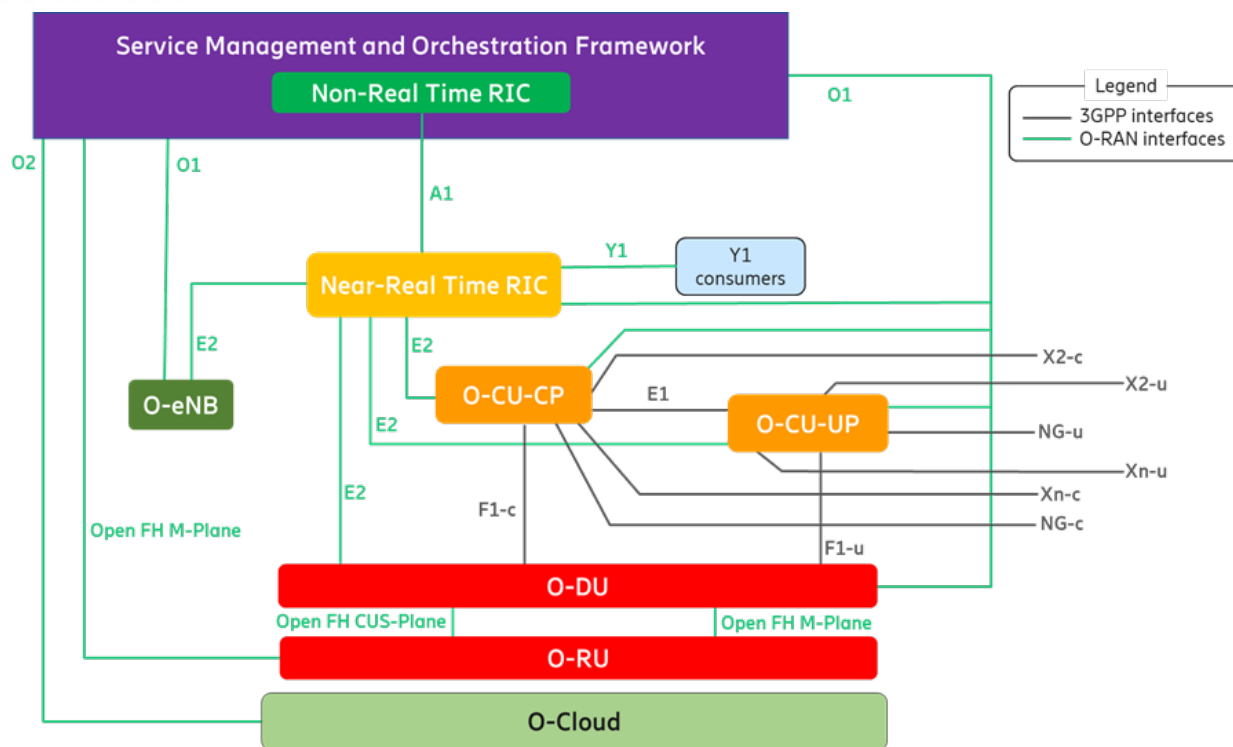 Service Management and Orchestration Framework
Non-Real Time RIC
O1
Legend
3GPP interfaces
O-RAN interfaces
O2
O1
A1
Y1
Y1
consumers
Near-Real Time RIC
E2
E2
X2-c
X2-u
O-eNB
O-CU-CP
E1
E2
O-CU-UP
NG-u
Xn-u
E2
Xn-c
F1-c
NG-c
Open FH M-Plane
F1-u
O-DU
Open FH CUS-Plane
Open FH M-Plane
O-RU
O-Cloud